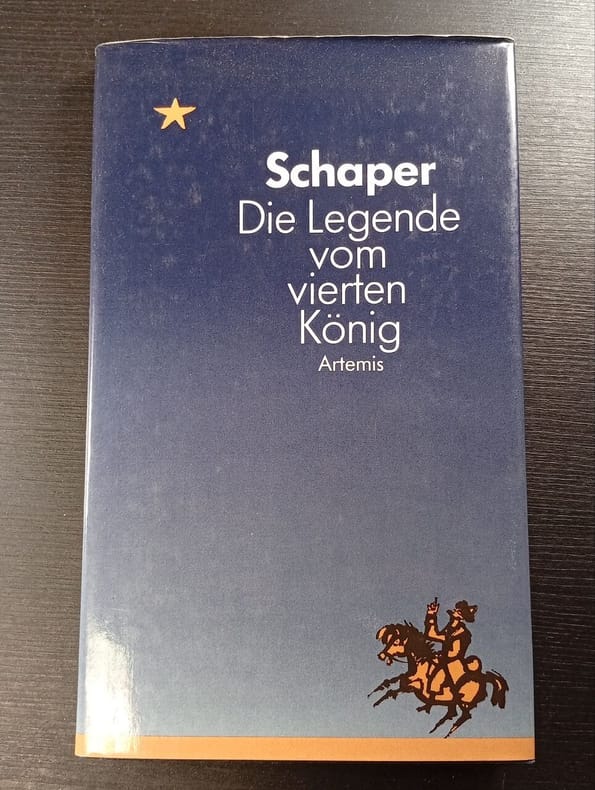 Schaper
Die Legende
vom
vierten
König
Artemis